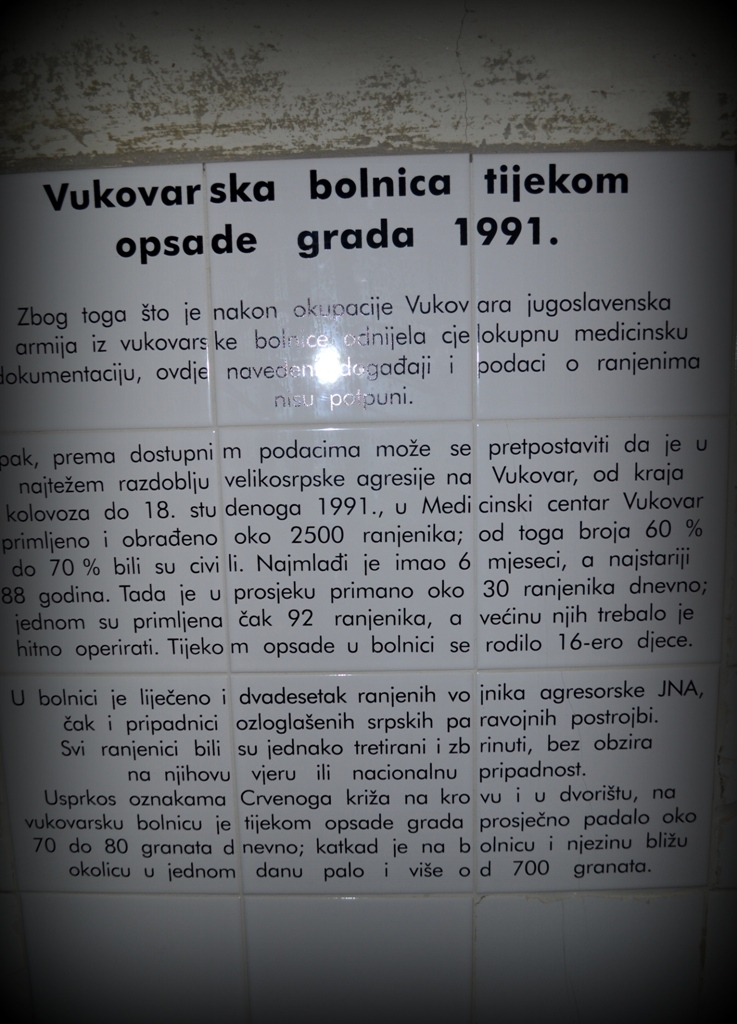 Vukovarska bolnica tijekom
opsade grada 1991.
Zbog toga što je nakon okupacije Vukovara jugoslavenska
armija iz vukovarske bolnice odnijela cjelokupnu medicinsku
dokumentaciju, ovdje navedeni događaji i podaci o ranjenima
nisu potpuni.
pak, prema dostupnim podacima može se pretpostaviti da je u
najtežem razdoblju velikosrpske agresije na Vukovar, od kraja
kolovoza do 18. studenoga 1991., u Medicinski centar Vukovar
primljeno i obrađeno oko 2500 ranjenika; od toga broja 60 %
do 70 % bili su civili. Najmlađi je imao 6 mjeseci, a najstariji
88 godina. Tada je u prosjeku primano oko 30 ranjenika dnevno;
jednom su primljena čak 92 ranjenika, a većinu njih trebalo je
hitno operirati. Tijekom opsade u bolnici se rodilo 16-ero djece.
U bolnici je liječeno i dvadesetak ranjenih vojnika agresorske JNA,
čak i pripadnici ozloglašenih srpskih paravojnih postrojbi.
Svi ranjenici bili su jednako tretirani i zbrinuti, bez obzira
na njihovu vjeru ili nacionalnu pripadnost.
Usprkos oznakama Crvenoga križa na krovu i u dvorištu, na
vukovarsku bolnicu je tijekom opsade grada prosječno padalo oko
70 do 80 granata dnevno; katkad je na bolnicu i njezinu bližu
okolicu u jednom danu palo i više od 700 granata.